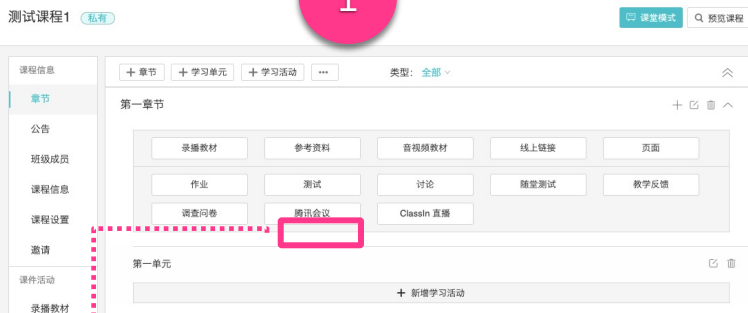 1
测试课程1 私有 课堂模式 预览课程
课程信息
+ 章节 + 学习单元 + 学习活动 ••• 类型: 全部
章节
第一章节
公告
录播教材 参考资料 音视频教材 线上链接 页面
班级成员
作业 测试 讨论 随堂测试 教学反馈
课程信息
课程设置
调查问卷 腾讯会议 ClassIn 直播
邀请
第一单元
课件活动
+ 新增学习活动
录播教材